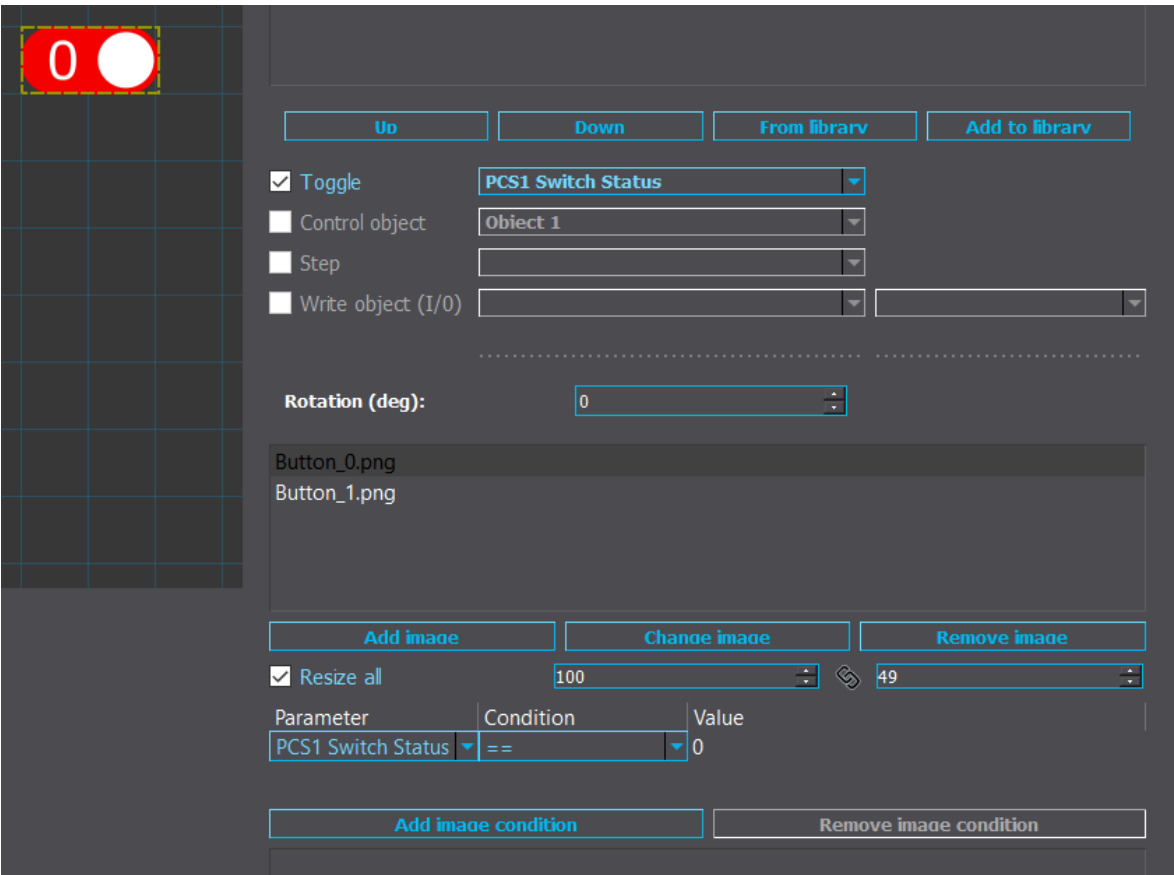 0
Up Down From library Add to library
Toggle PCS1 Switch Status
Control object Object 1
Step
Write object (I/0)
Rotation (deg): 0
Button_0.png
Button_1.png
Add image Change image Remove image
Resize all 100 49
Parameter Condition Value
PCS1 Switch Status == 0
Add image condition Remove image condition